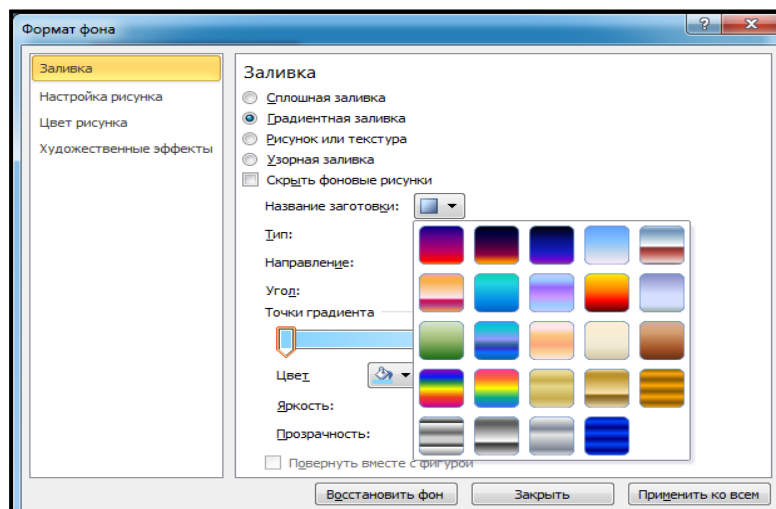 Формат фона
Заливка
Настройка рисунка
Цвет рисунка
Художественные эффекты
Заливка
Сплошная заливка
Градиентная заливка
Рисунок или текстура
Узорная заливка
Скрыть фоновые рисунки
Название заготовки:
Тип:
Направление:
Угол:
Точки градиента
Цвет
Яркость:
Прозрачность:
Повернуть вместе с фигурой
Восстановить фон
Закрыть
Применить ко всем